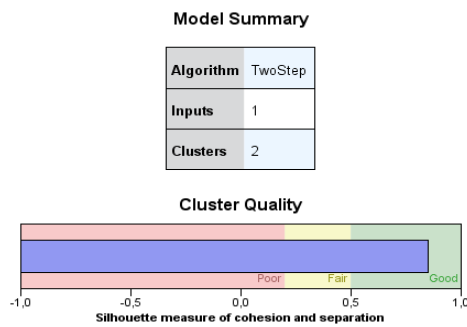 Model Summary
Algorithm TwoStep
Inputs 1
Clusters 2
Cluster Quality
Poor Fair Good
-1,0 -0,5 0,0 0,5 1,0
Silhouette measure of cohesion and separation